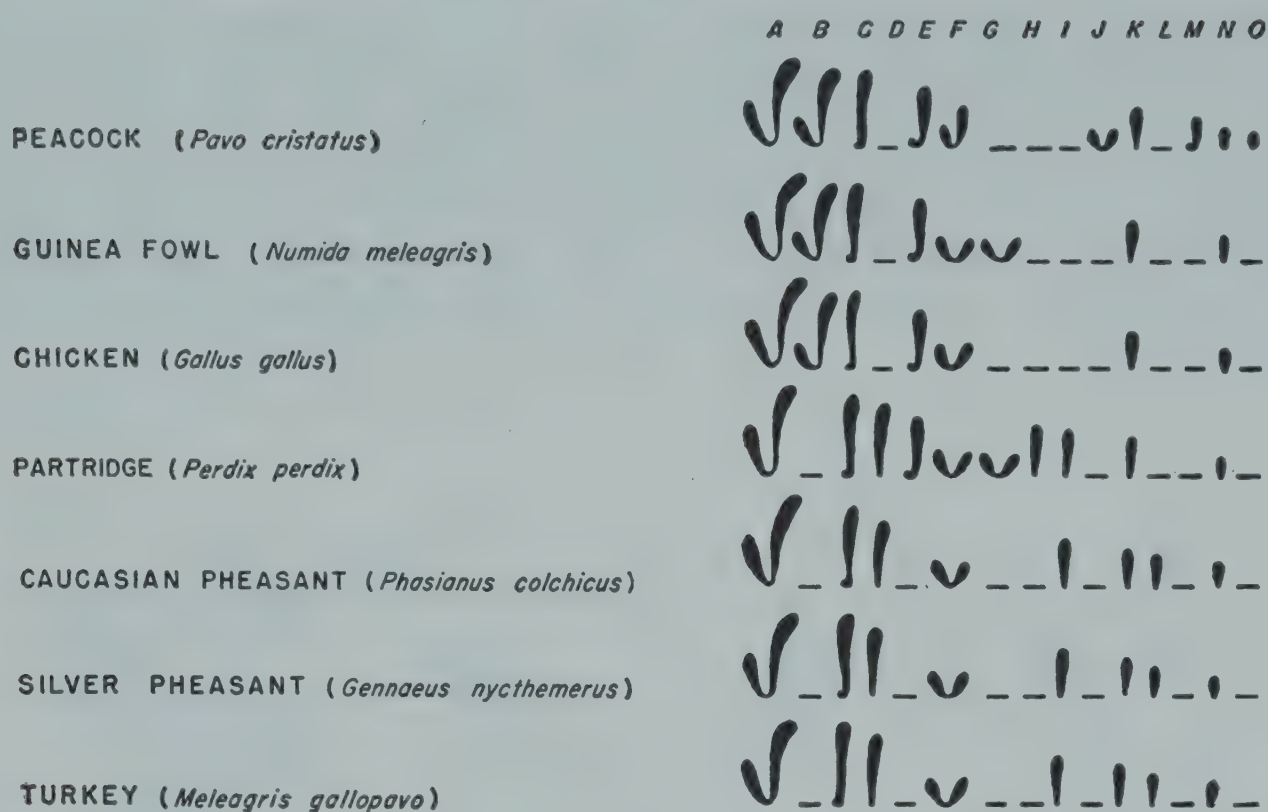 A B C D E F G H I J K L M N O
PEACOCK (Pavo cristatus)
GUINEA FOWL (Numida meleagris)
CHICKEN (Gallus gallus)
PARTRIDGE (Perdix perdix)
CAUCASIAN PHEASANT (Phasianus colchicus)
SILVER PHEASANT (Gennaeus nycthemerus)
TURKEY (Meleagris gallopavo)